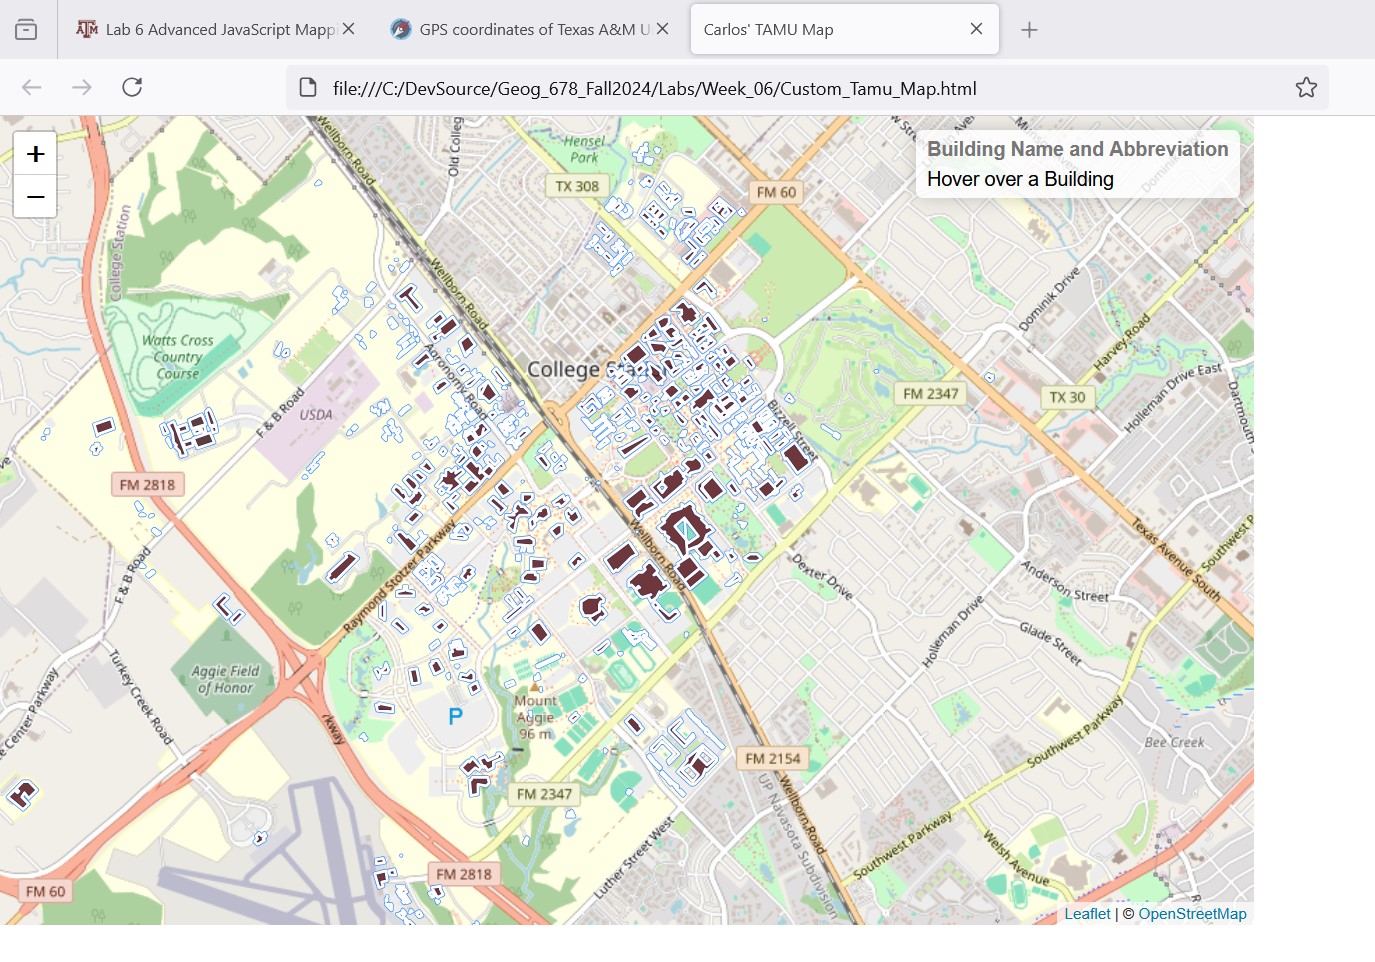 Lab 6 Advanced JavaScript Mappi
GPS coordinates of Texas A&M U
Carlos' TAMU Map
file:///C:/DevSource/Geog_678_Fall2024/Labs/Week_06/Custom_Tamu_Map.html
+
−
Building Name and Abbreviation
Hover over a Building
Wellborn Road
Old Colleg
Hensel
Park
TX 308
FM 60
College Station
Wellborn Road
Dominik Drive
Harvey Road
Watts Cross
Country
Course
Agronomy Road
College Sta
USDA
F & B Road
FM 2347
TX 30
Holleman Drive East
Dartmouth
Bizzell Street
FM 2818
Wellborn Road
Raymond Stotzer Parkway
F & B Road
Texas Avenue South
Southwest P
Dexter Drive
Anderson Street
Holleman Drive
Glade Street
Aggie Field
of Honor
Turkey Creek Road
e Center Parkway
rkway
P
Mount
Aggie
96 m
Southwest Parkway
Bee Creek
FM 2154
FM 2347
Wellborn Road
UP Navasota Subdivision
Luther Street West
Southwest Parkway
Welsh Avenue
FM 2818
FM 60
Leaflet | © OpenStreetMap